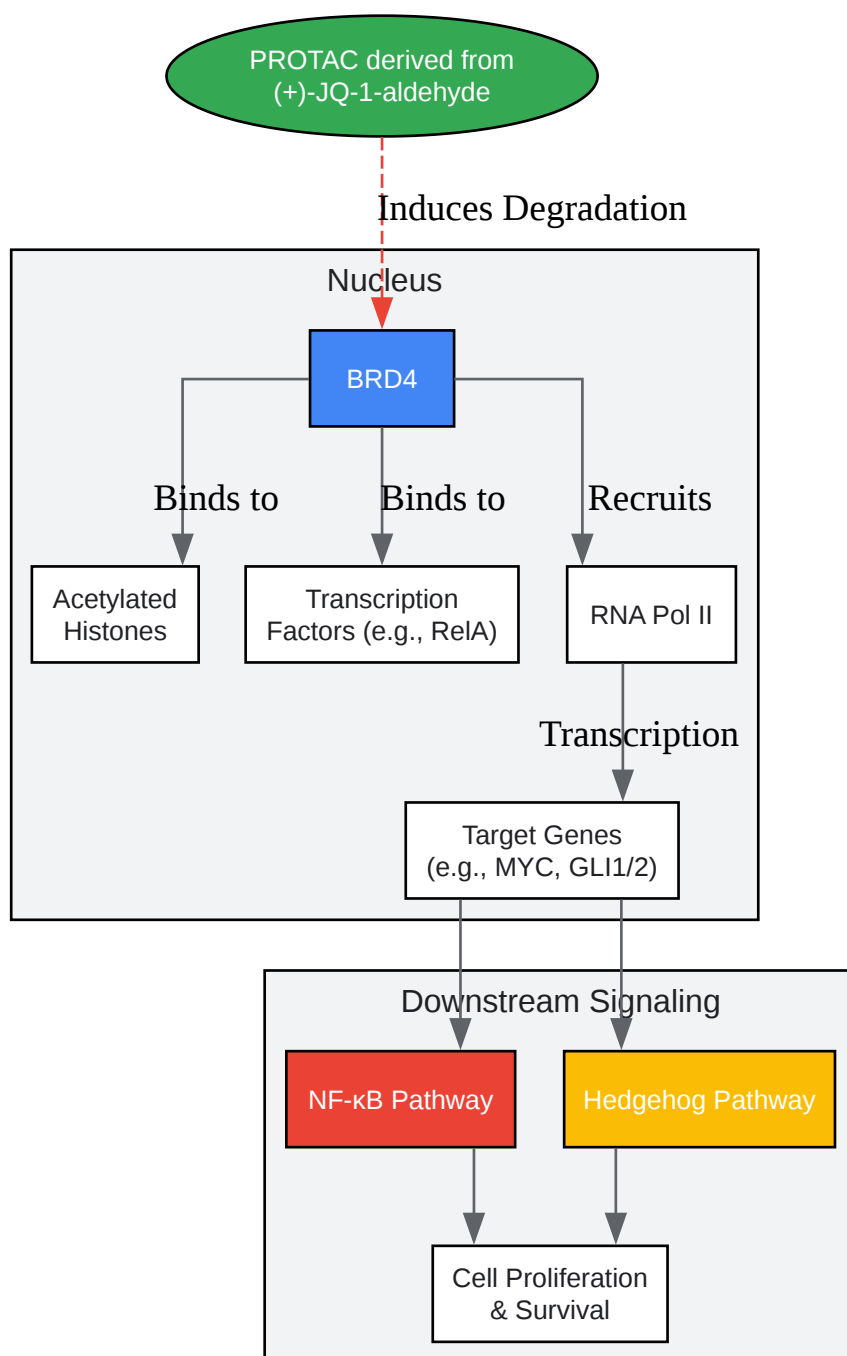 PROTAC derived from
(+)-JQ-1-aldehyde
Induces Degradation
Nucleus
BRD4
Binds to
Binds to
Recruits
Acetylated
Histones
Transcription
Factors (e.g., RelA)
RNA Pol II
Transcription
Target Genes
(e.g., MYC, GLI1/2)
Downstream Signaling
NF-κB Pathway
Hedgehog Pathway
Cell Proliferation
& Survival